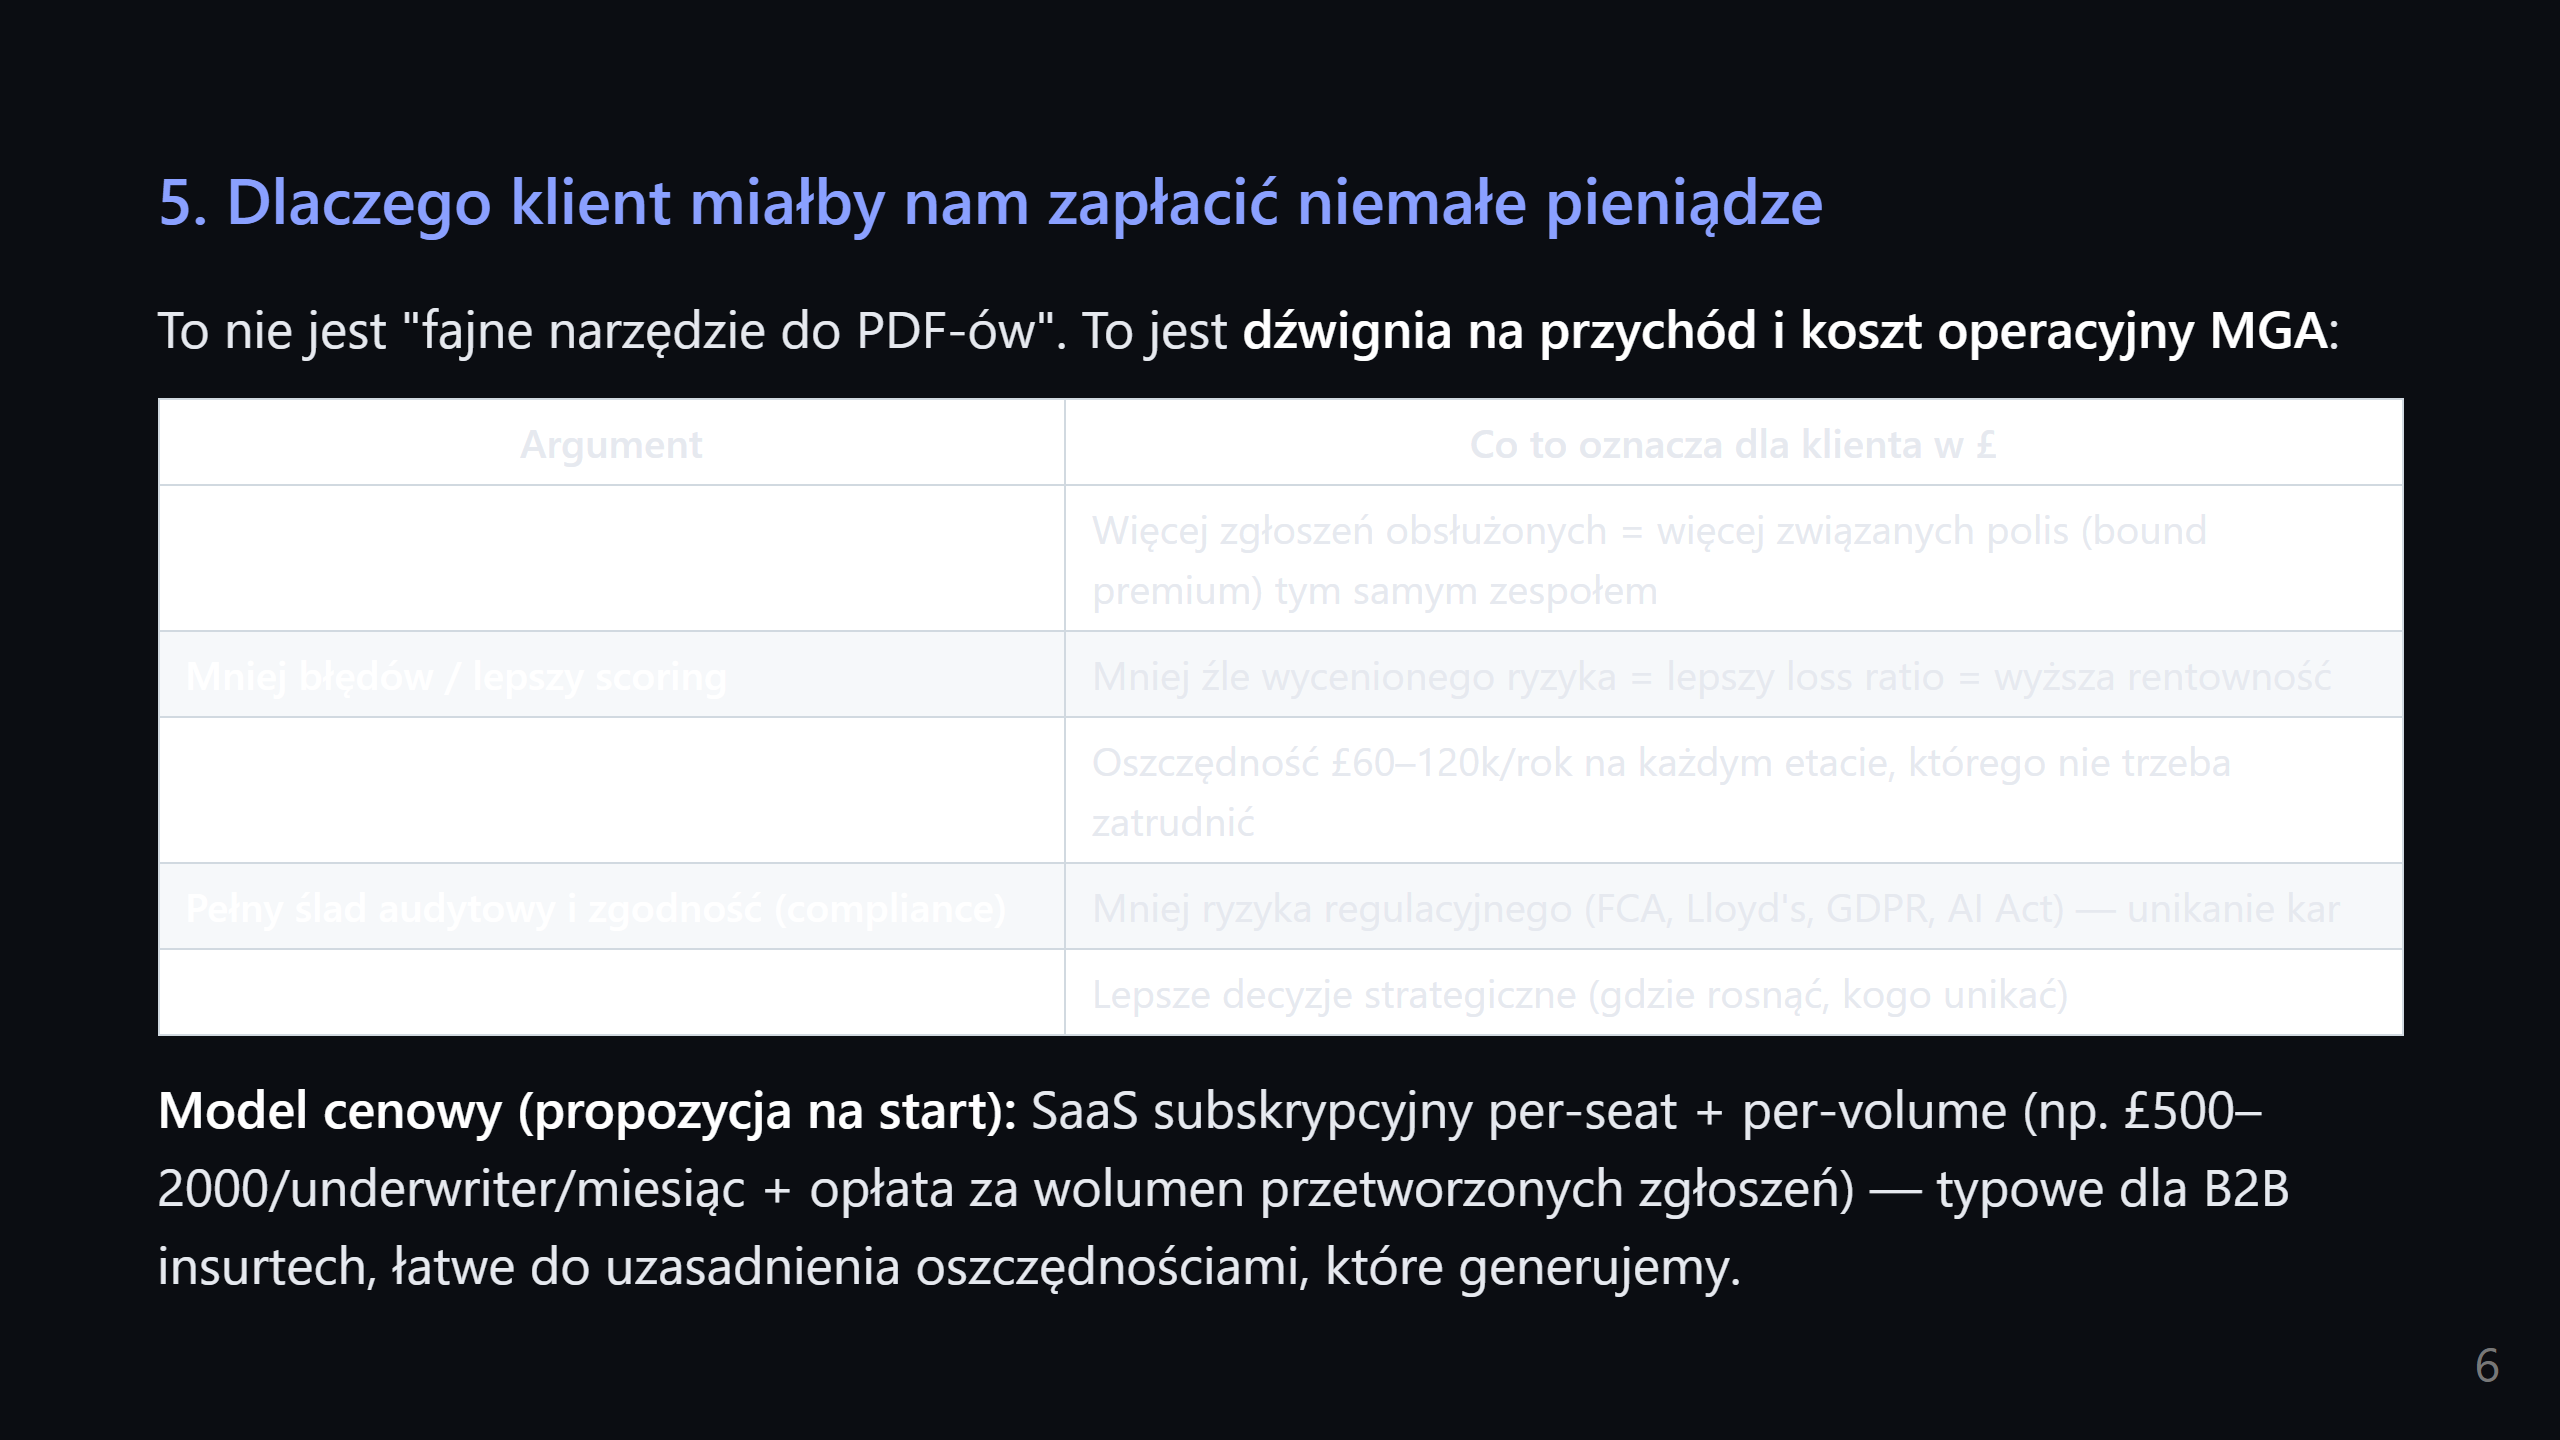 5. Dlaczego klient miałby nam zapłacić niemałe pieniądze
To nie jest "fajne narzędzie do PDF-ów". To jest dźwignia na przychód i koszt operacyjny MGA:
Argument
Co to oznacza dla klienta w £
Więcej zgłoszeń obsłużonych = więcej związanych polis (bound
premium) tym samym zespołem
Mniej błędów / lepszy scoring
Mniej źle wycenionego ryzyka = lepszy loss ratio = wyższa rentowność
Oszczędność £60–120k/rok na każdym etacie, którego nie trzeba
zatrudnić
Pełny ślad audytowy i zgodność (compliance)
Mniej ryzyka regulacyjnego (FCA, Lloyd's, GDPR, AI Act) — unikanie kar
Lepsze decyzje strategiczne (gdzie rosnąć, kogo unikać)
Model cenowy (propozycja na start): SaaS subskrypcyjny per-seat + per-volume (np. £500–
2000/underwriter/miesiąc + opłata za wolumen przetworzonych zgłoszeń) — typowe dla B2B
insurtech, łatwe do uzasadnienia oszczędnościami, które generujemy.
6